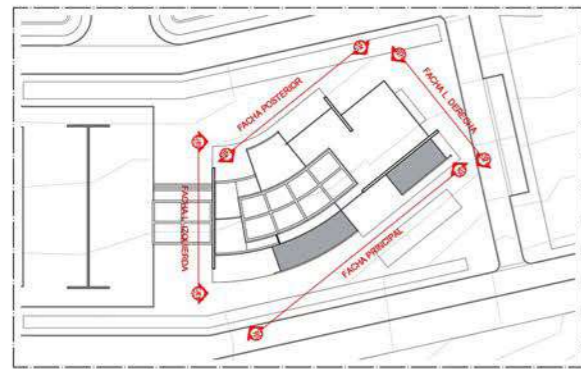 FACHA POSTERIOR
FACHA L. DERECHA
FACHA L. IZQUIERDA
FACHA PRINCIPAL